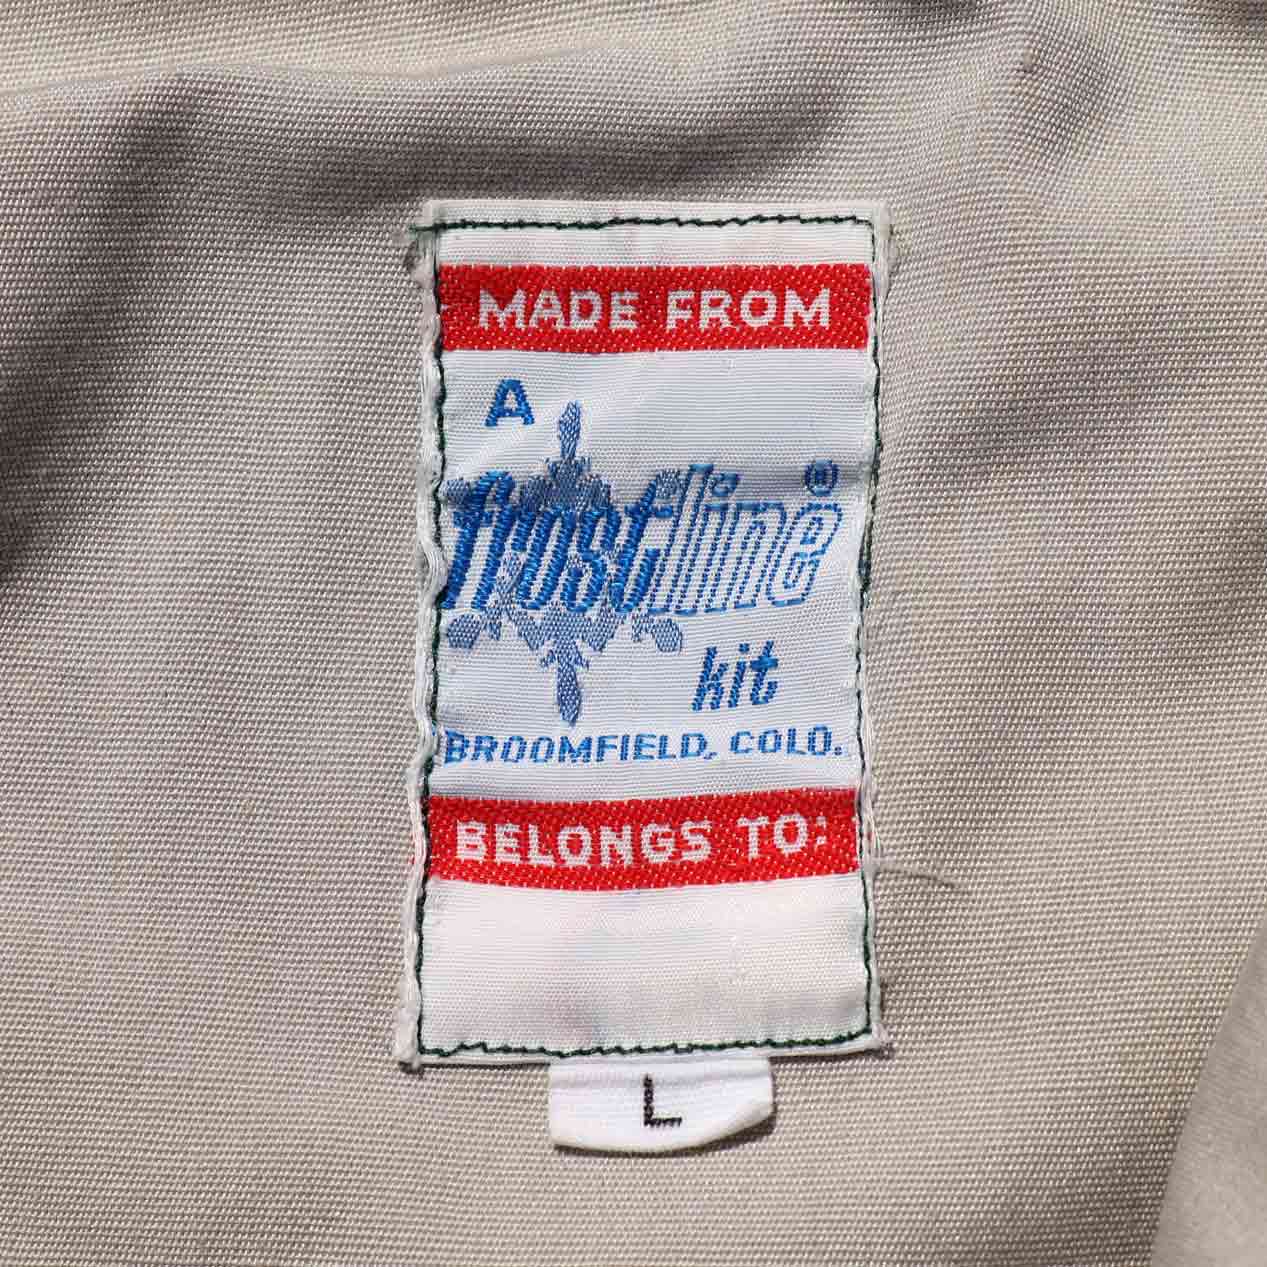 MADE FROM
A
frostline®
kit
BROOMFIELD, COLO.
BELONGS TO:
L